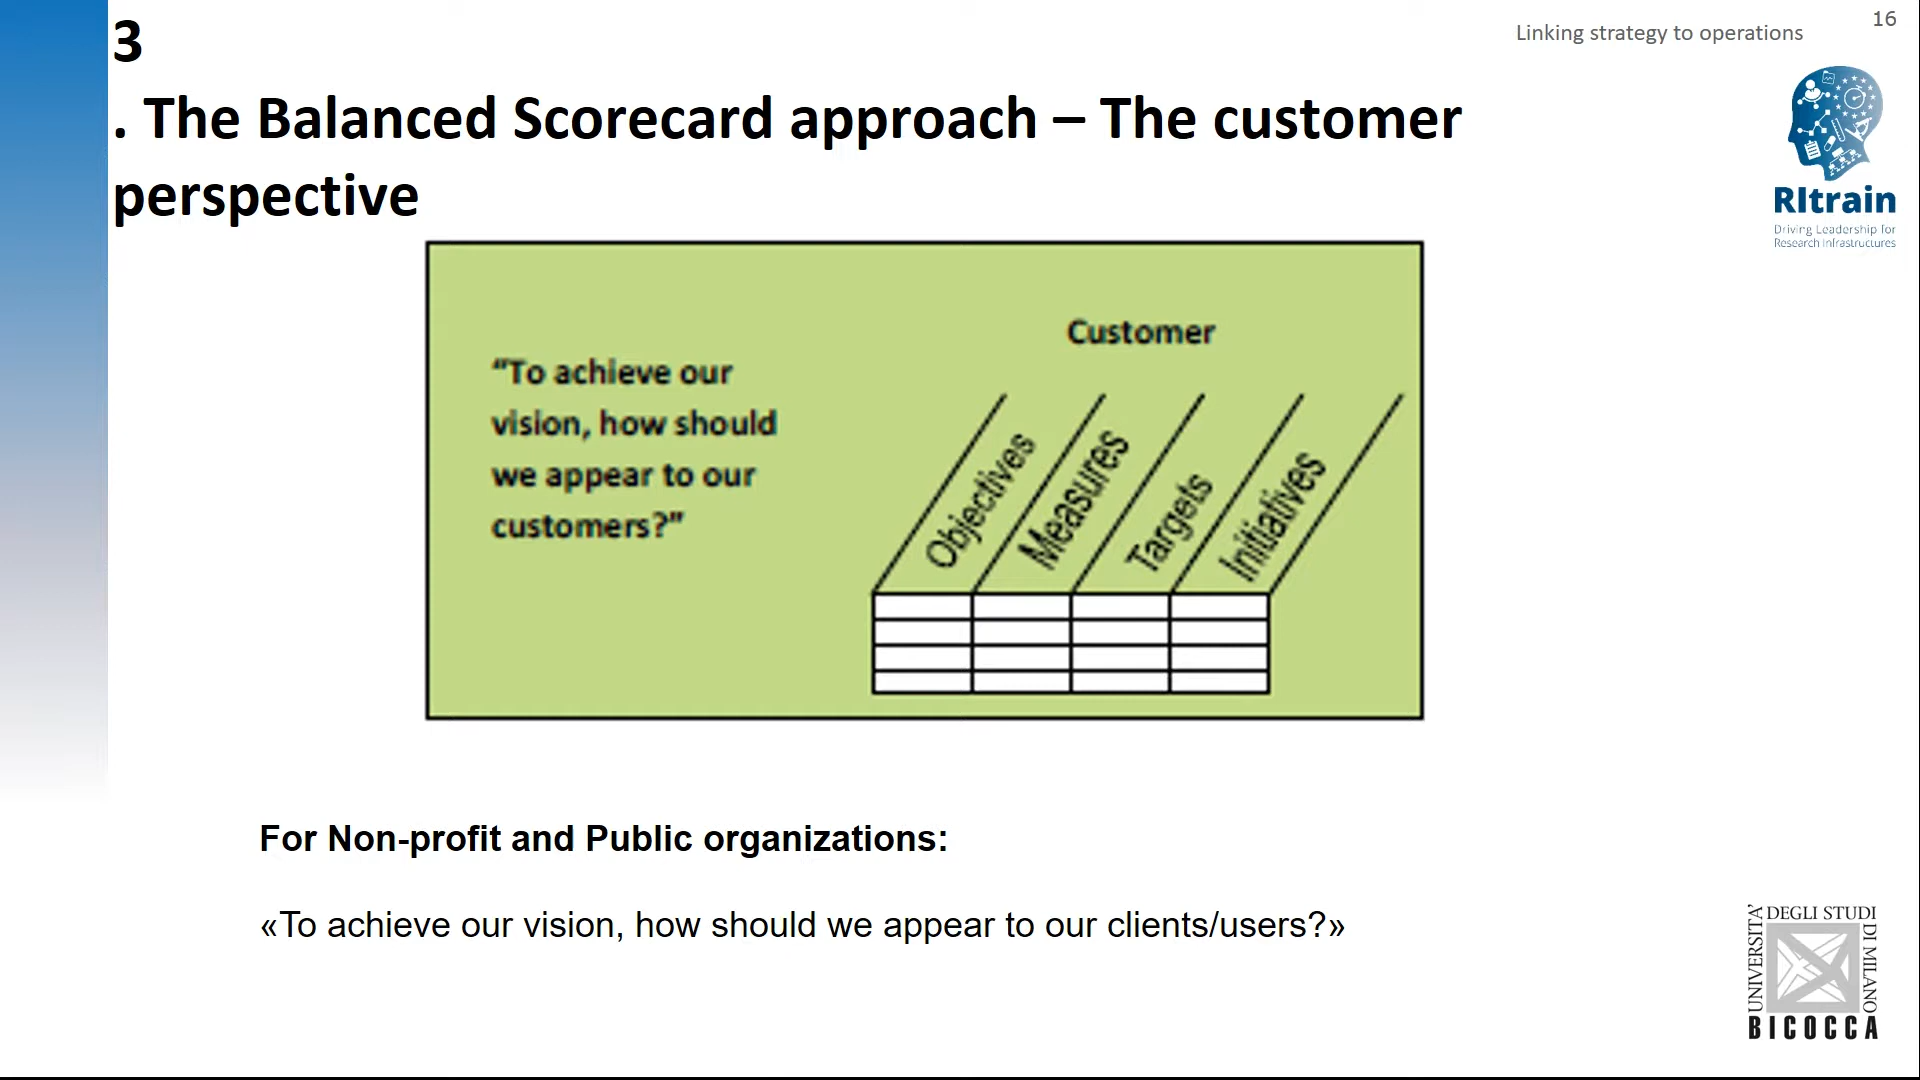 3
Linking strategy to operations
16
. The Balanced Scorecard approach – The customer
perspective
RItrain
Driving Leadership for
Research Infrastructures
Customer
“To achieve our
vision, how should
we appear to our
customers?”
Objectives
Measures
Targets
Initiatives
For Non-profit and Public organizations:
«To achieve our vision, how should we appear to our clients/users?»
UNIVERSITA’
DEGLI STUDI
DI MILANO
BICOCCA